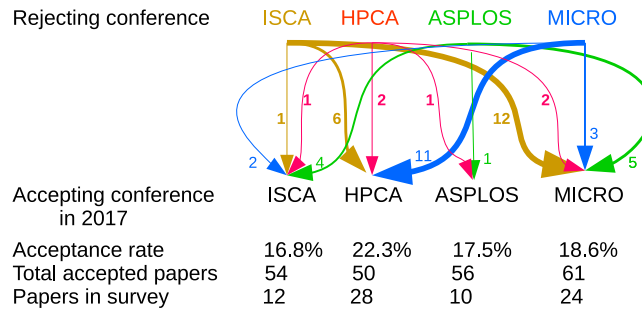 Rejecting conference ISCA HPCA ASPLOS MICRO
1 1 6 2 1 12 2 3
2 4 11 1 5
Accepting conference ISCA HPCA ASPLOS MICRO
in 2017
Acceptance rate 16.8% 22.3% 17.5% 18.6%
Total accepted papers 54 50 56 61
Papers in survey 12 28 10 24